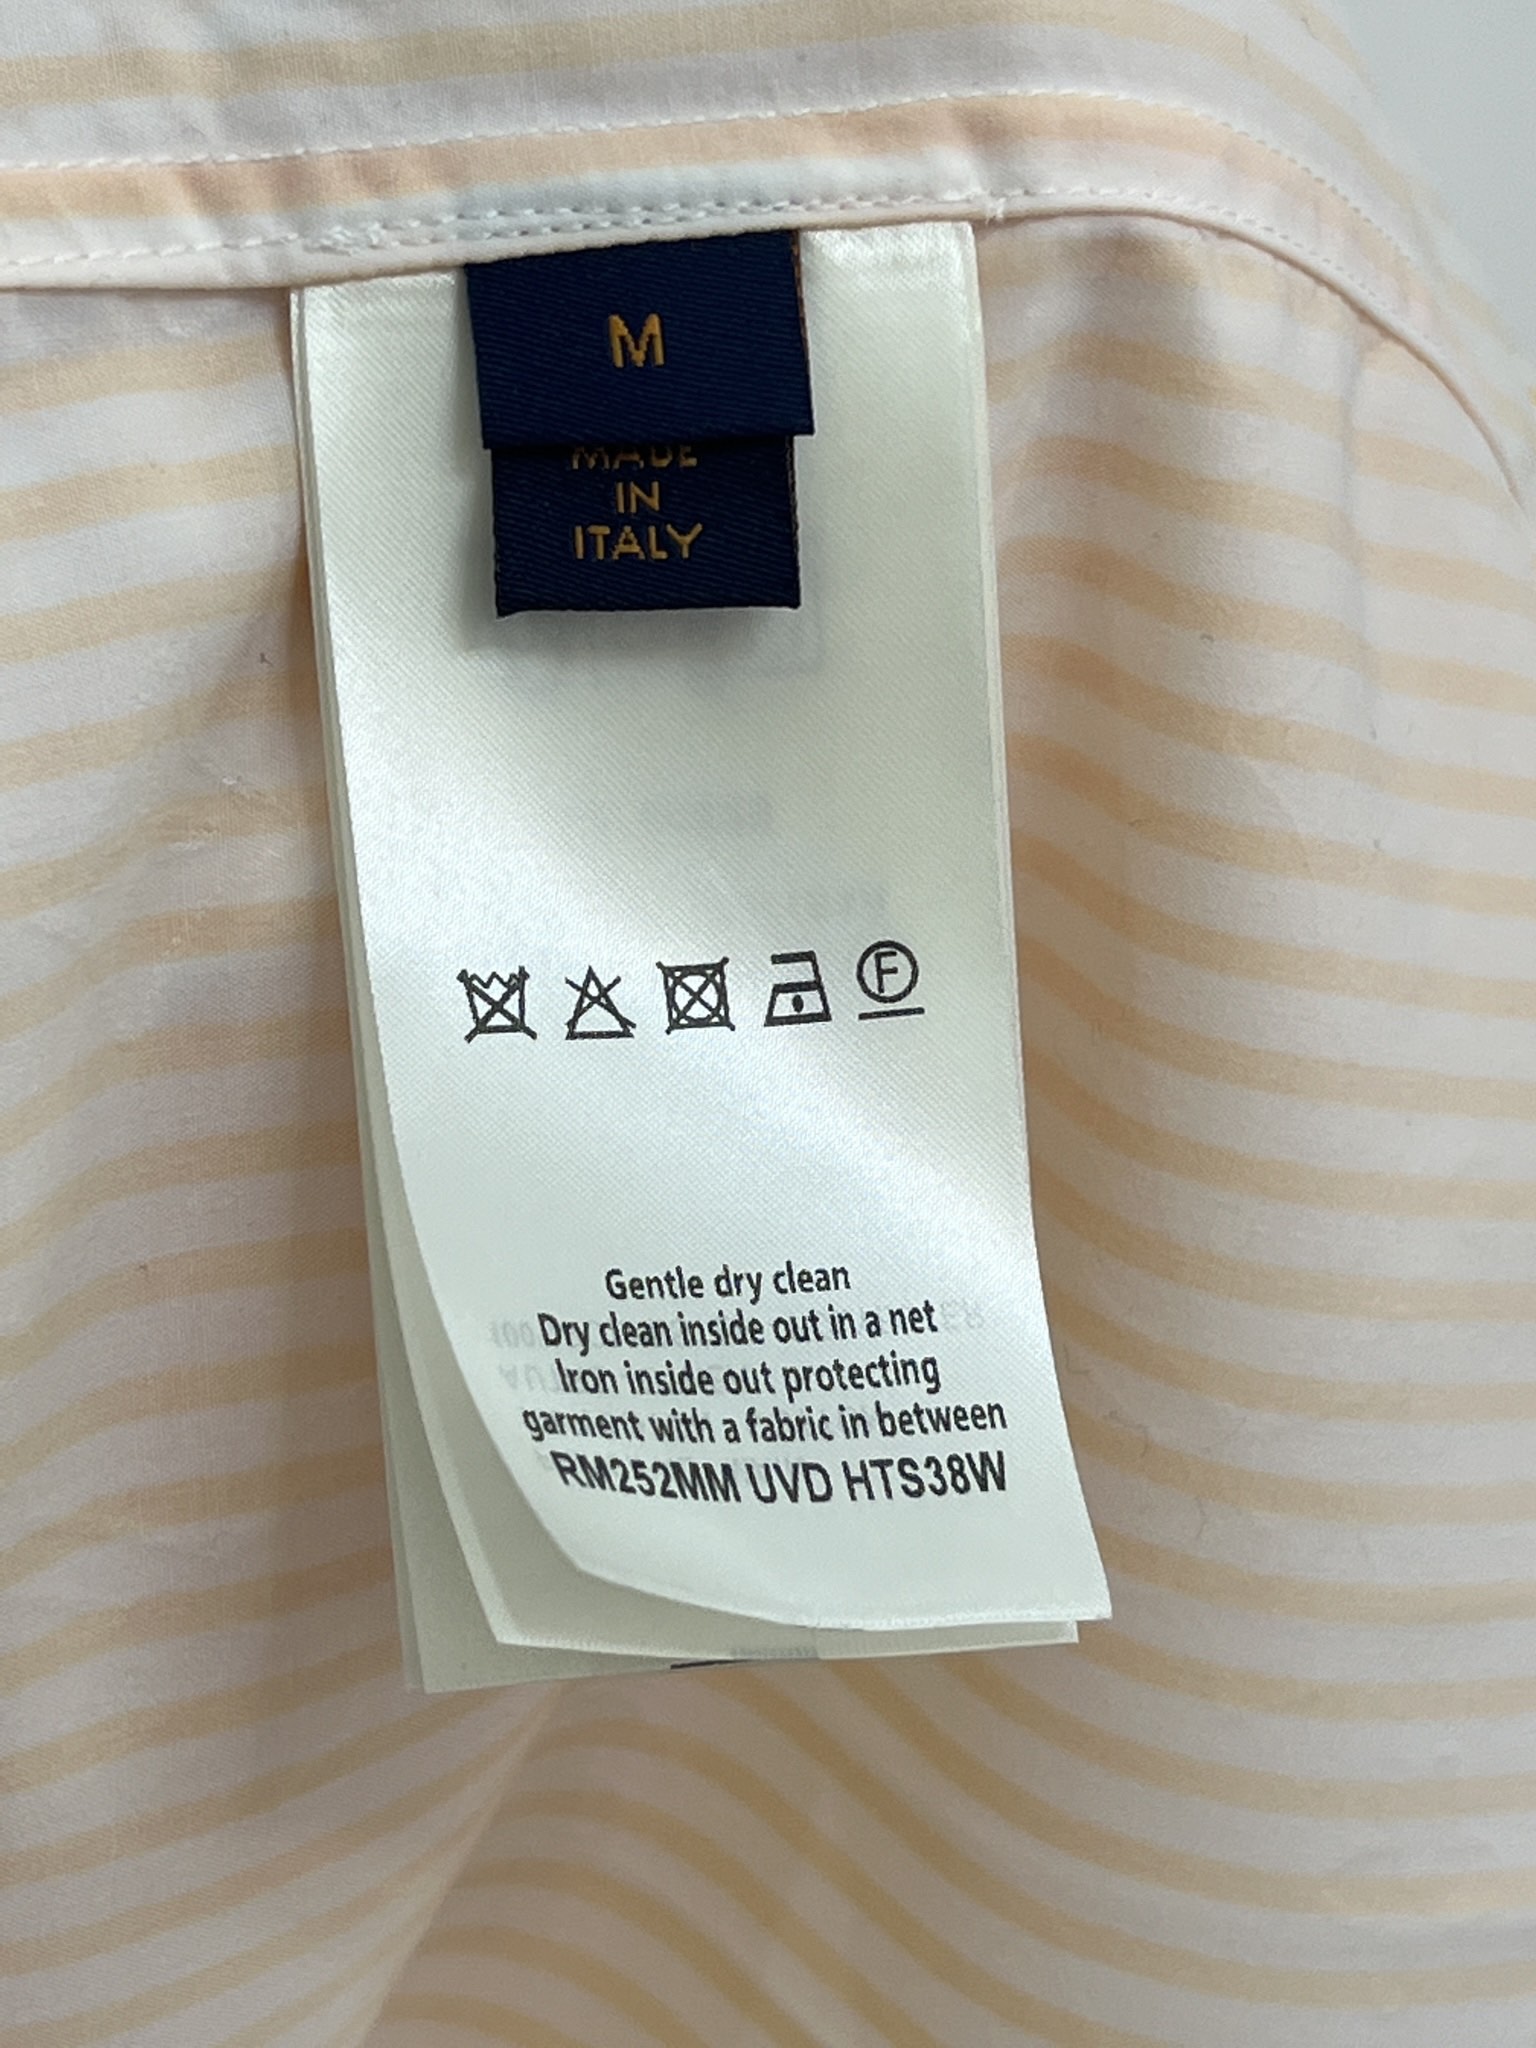 M
MADE
IN
ITALY
F
Gentle dry clean
Dry clean inside out in a net
Iron inside out protecting
garment with a fabric in between
RM252MM UVD HTS38W